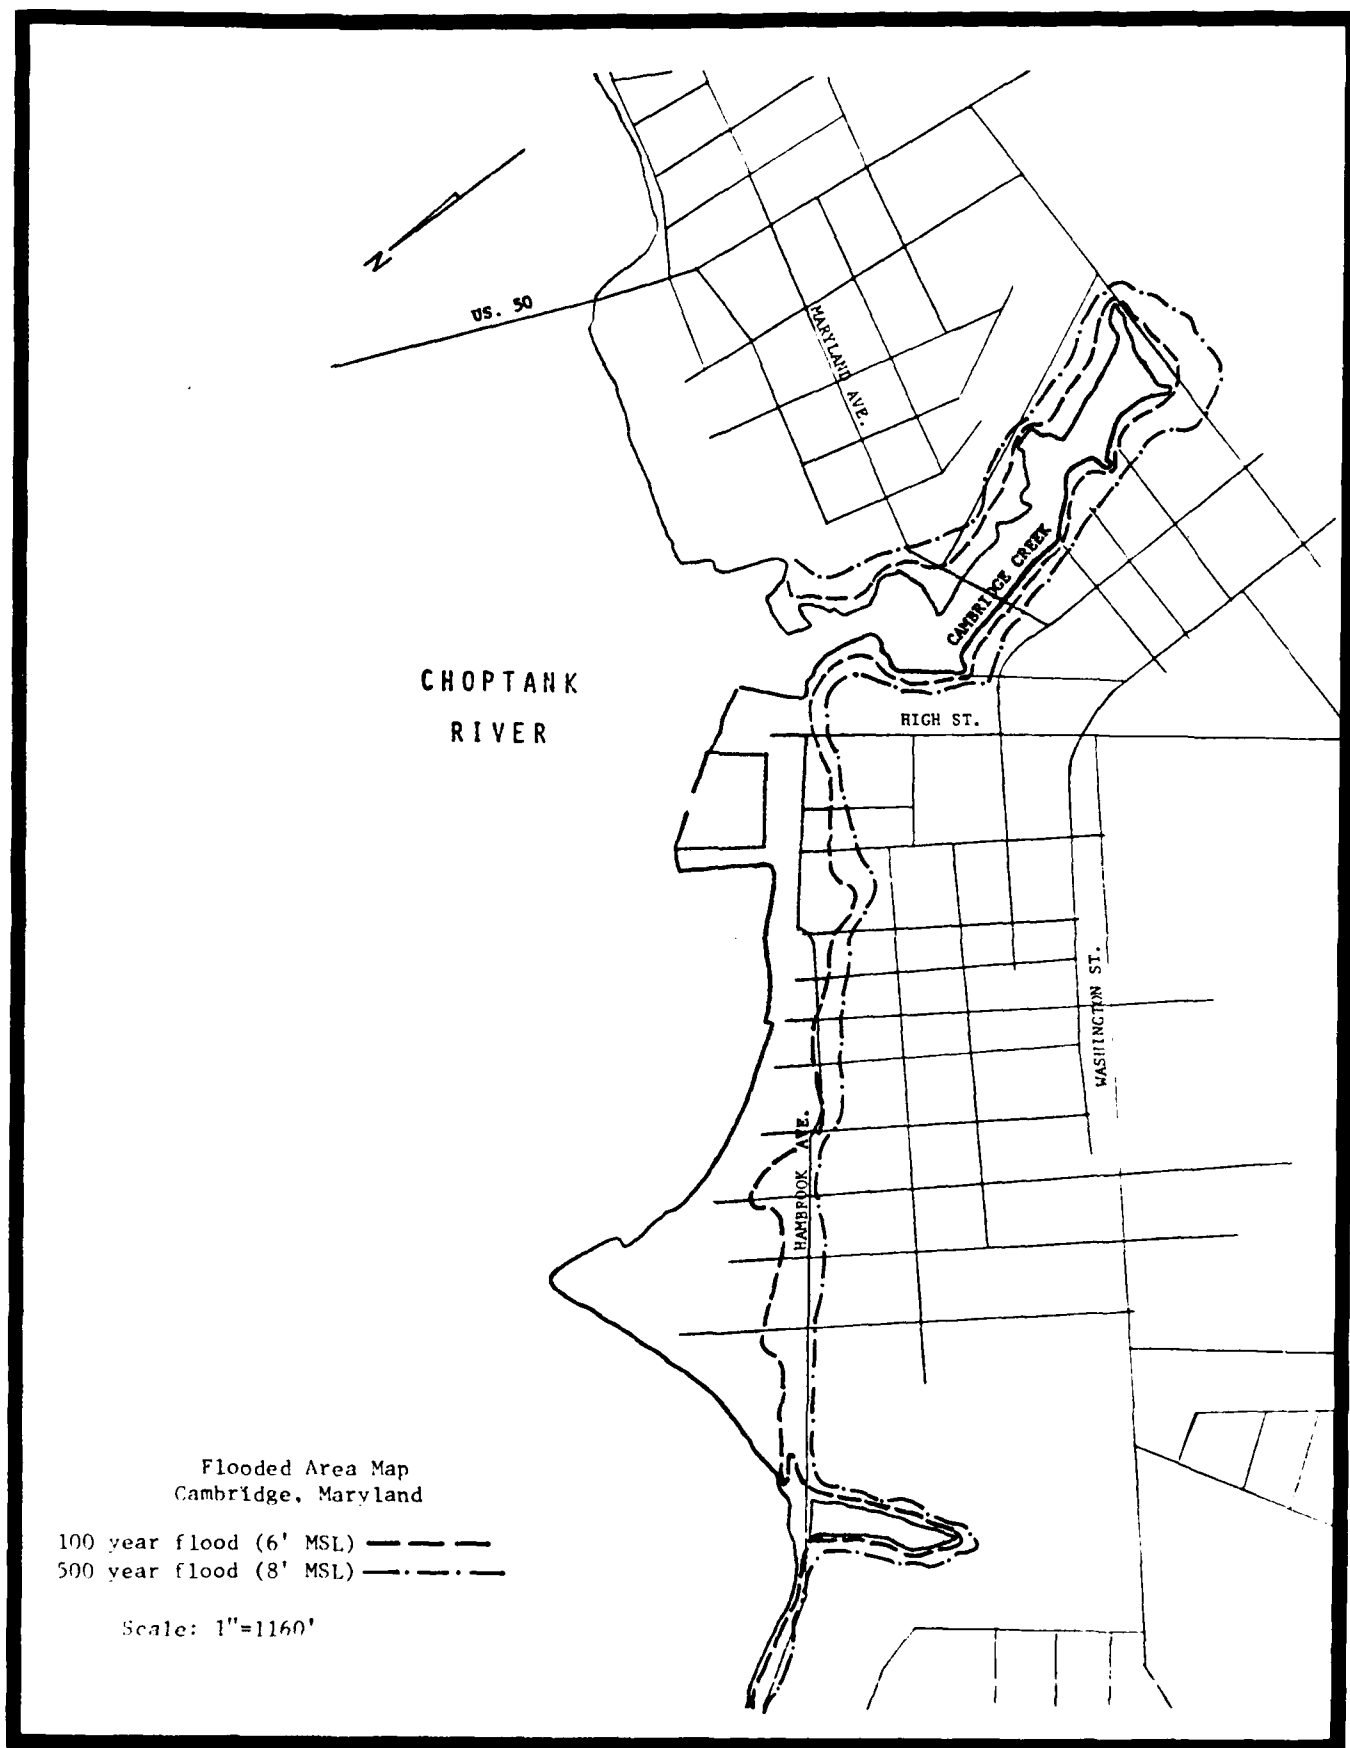 N
US. 50
MARYLAND AVE.
CAMBRIDGE CREEK
CHOPTANK
RIVER
HIGH ST.
WASHINGTON ST.
HAMBROOK AVE.
Flooded Area Map
Cambridge, Maryland
100 year flood (6' MSL)
500 year flood (8' MSL)
Scale: 1"=1160'